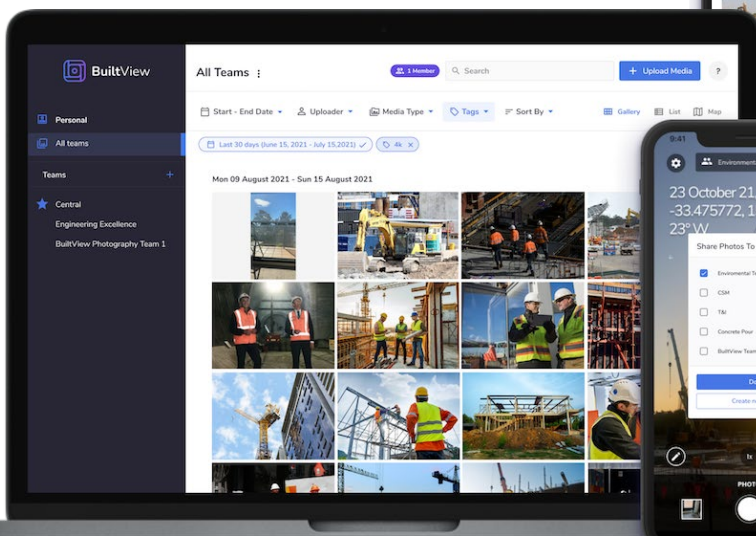 BuiltView
Personal
All teams
Teams +
Central
Engineering Excellence
BuiltView Photography Team 1
All Teams
1 Member
Search
+ Upload Media
?
Start - End Date
Uploader
Media Type
Tags
Sort By
Gallery
List
Map
Last 30 days (June 15, 2021 - July 15,2021)
4k ×
Mon 09 August 2021 - Sun 15 August 2021
9:41
23 October 21,
-33.475772, 1
23° W
Share Photos To
CSM
T&I
Concrete Pour
BuiltView Team
1x